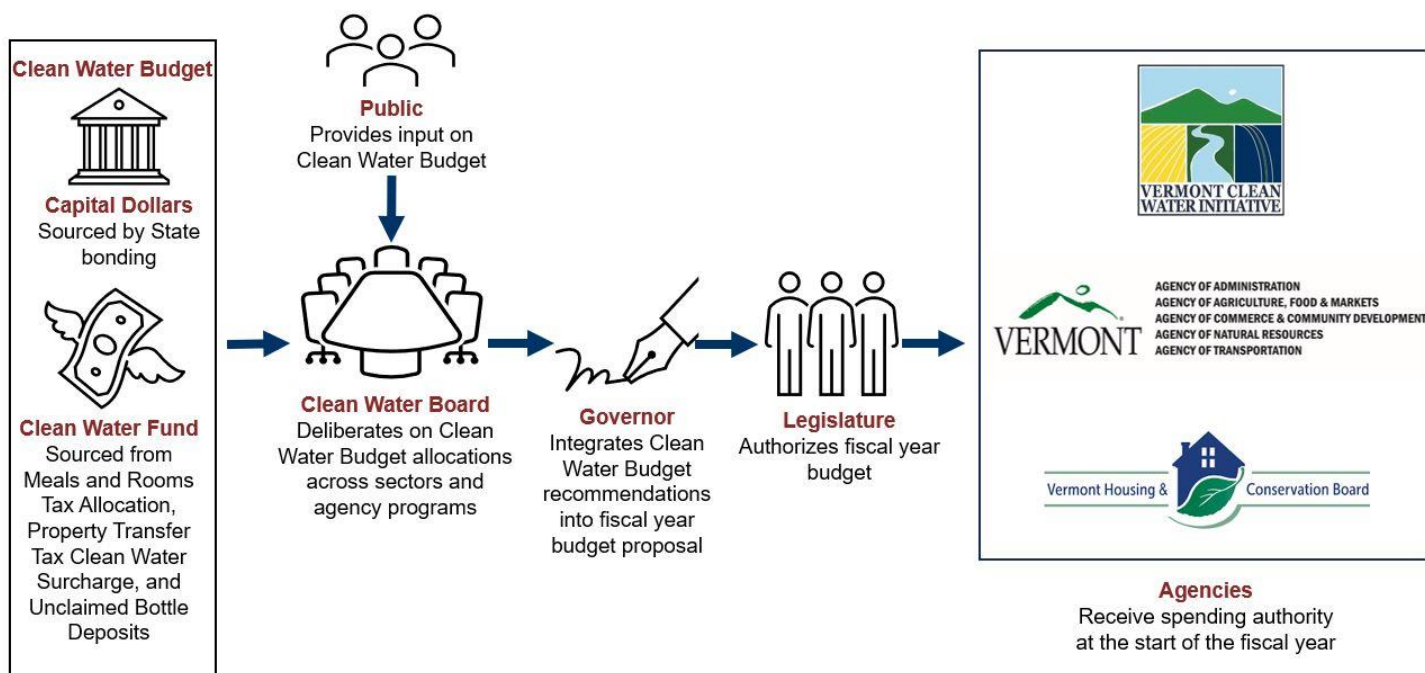 Clean Water Budget
Capital Dollars
Sourced by State
bonding
Clean Water Fund
Sourced from
Meals and Rooms
Tax Allocation,
Property Transfer
Tax Clean Water
Surcharge, and
Unclaimed Bottle
Deposits
Public
Provides input on
Clean Water Budget
Clean Water Board
Deliberates on Clean
Water Budget allocations
across sectors and
agency programs
Governor
Integrates Clean
Water Budget
recommendations
into fiscal year
budget proposal
Legislature
Authorizes fiscal year
budget
VERMONT CLEAN
WATER INITIATIVE
VERMONT
AGENCY OF ADMINISTRATION
AGENCY OF AGRICULTURE, FOOD & MARKETS
AGENCY OF COMMERCE & COMMUNITY DEVELOPMENT
AGENCY OF NATURAL RESOURCES
AGENCY OF TRANSPORTATION
Vermont Housing & Conservation Board
Agencies
Receive spending authority
at the start of the fiscal year